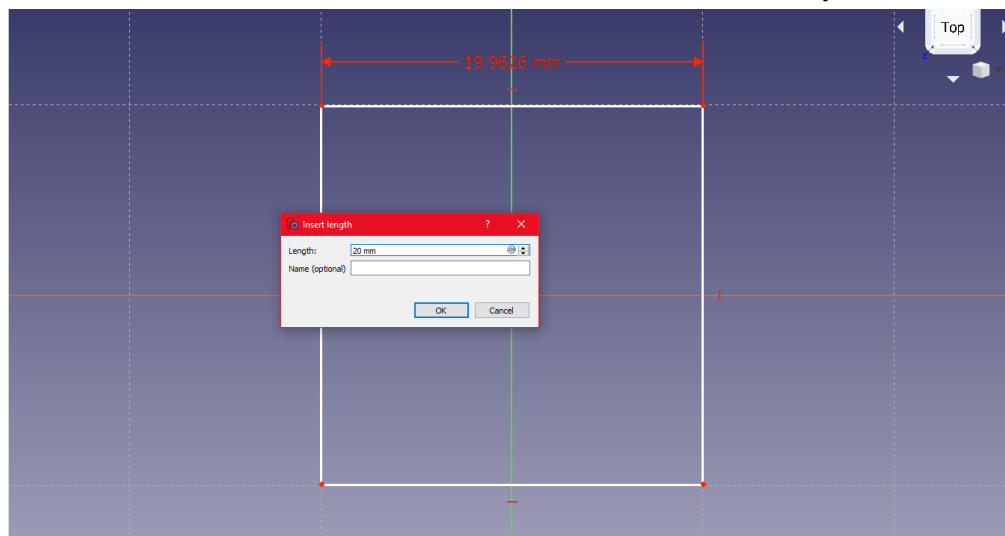 Top
19.9626 mm
Insert length
?
Length:
20 mm
Name (optional)
OK
Cancel